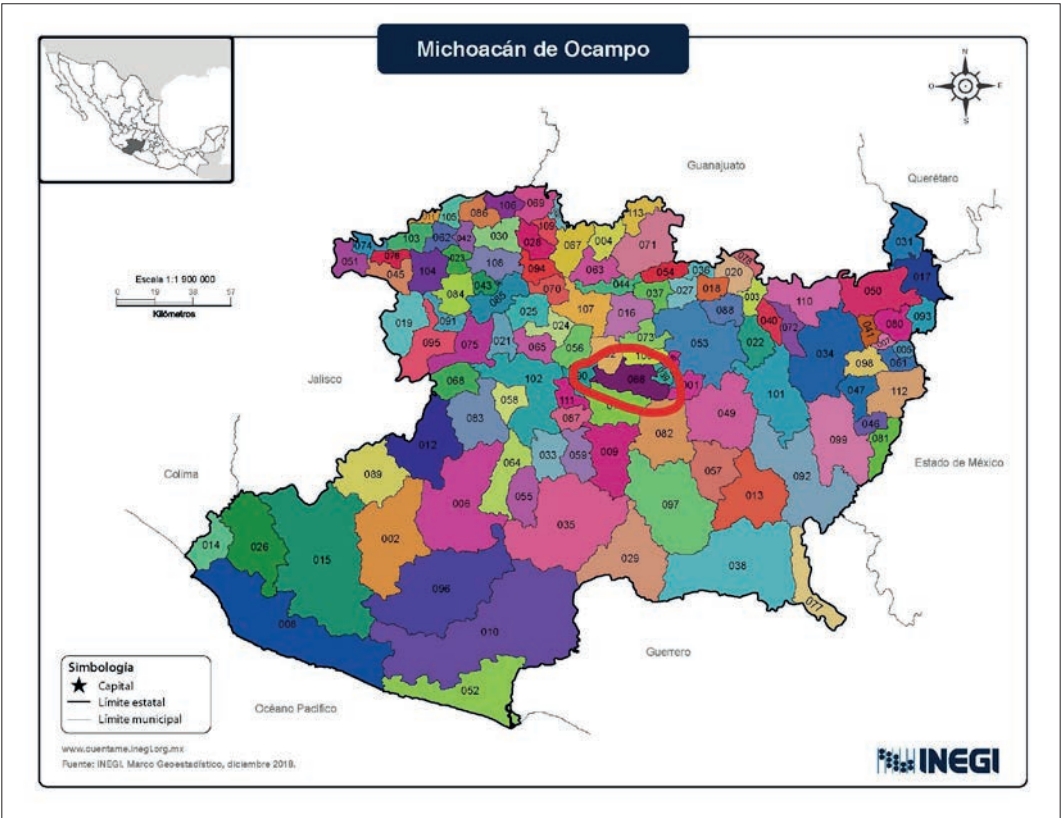 Michoacán de Ocampo
N
O
E
S
Guanajuato
Querétaro
Escala 1:1 900 000
0 19 38 57
Kilómetros
Jalisco
Colima
Estado de México
Guerrero
Océano Pacífico
106 069
105 086
113
103 062 042 030 028 087 004 071 031
074
051 045 104 023 108 094 063 054 036 020 017
084 043 070 044 037 027 018 003 110 050
019 091 025 107 016 088 040 072 041 080 093
095 075 021 024 056 073 053 022 034 098 061
065
068 102 066 001 101 047 112
083 058 111 049 046
012 087 082 099 081
064 033 059 009 057 092
089 055 097 013
002 006 035
014 026 015 029 038
096 077
008 010
052
Simbología
Capital
Límite estatal
Límite municipal
www.cuentame.inegi.org.mx
Fuente: INEGI. Marco Geoestadístico, diciembre 2018.
INEGI